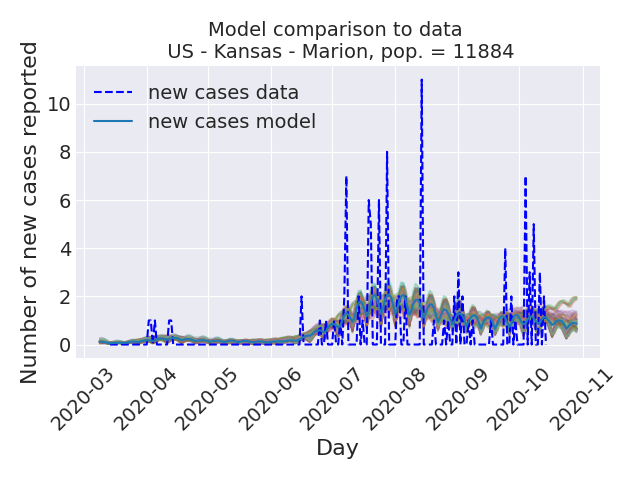 Model comparison to data
US - Kansas - Marion, pop. = 11884
Number of new cases reported
new cases data
new cases model
10
8
6
4
2
0
2020-03
2020-04
2020-05
2020-06
2020-07
2020-08
2020-09
2020-10
2020-11
Day